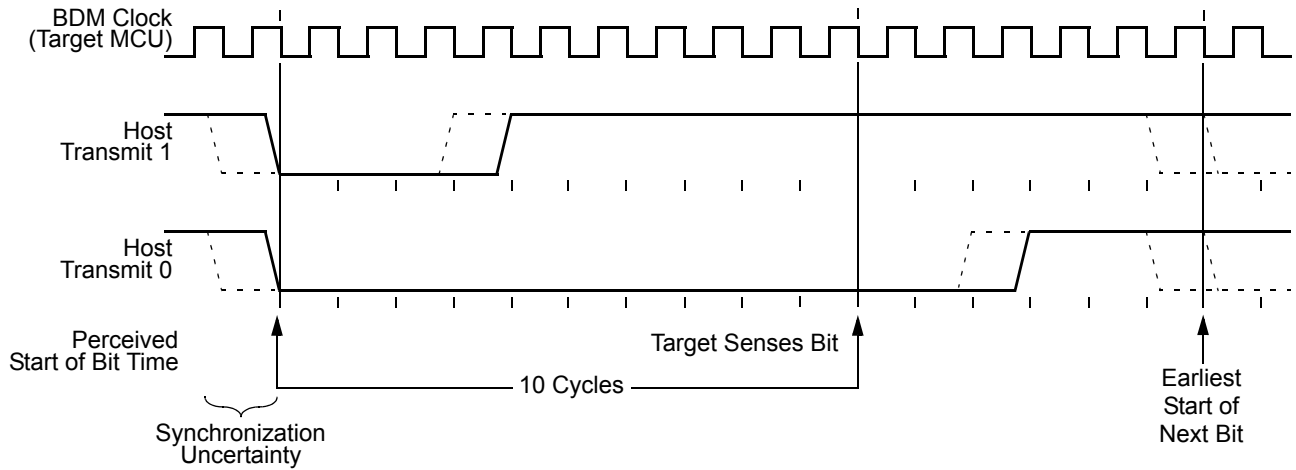 BDM Clock
(Target MCU)
Host
Transmit 1
Host
Transmit 0
Perceived
Start of Bit Time
Target Senses Bit
10 Cycles
Earliest
Start of
Next Bit
Synchronization
Uncertainty